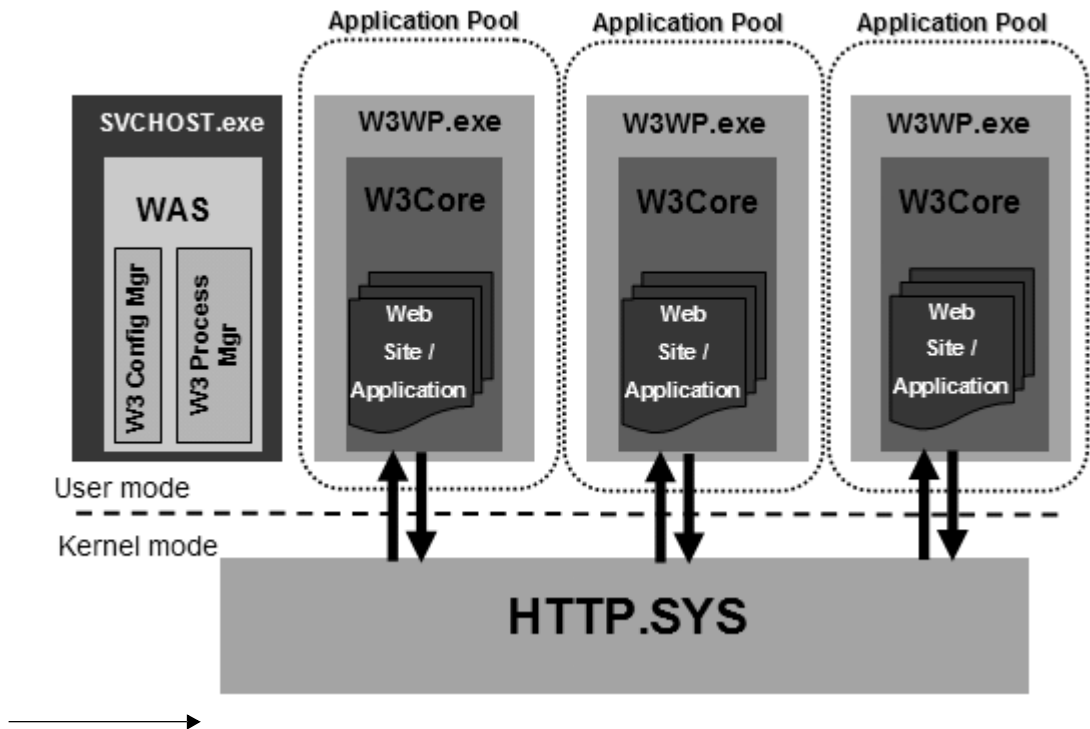 Application Pool
Application Pool
Application Pool
SVCHOST.exe
WAS
W3 Config Mgr
W3 Process
Mgr
W3WP.exe
W3Core
Web
Site /
Application
W3WP.exe
W3Core
Web
Site /
Application
W3WP.exe
W3Core
Web
Site /
Application
User mode
Kernel mode
HTTP.SYS